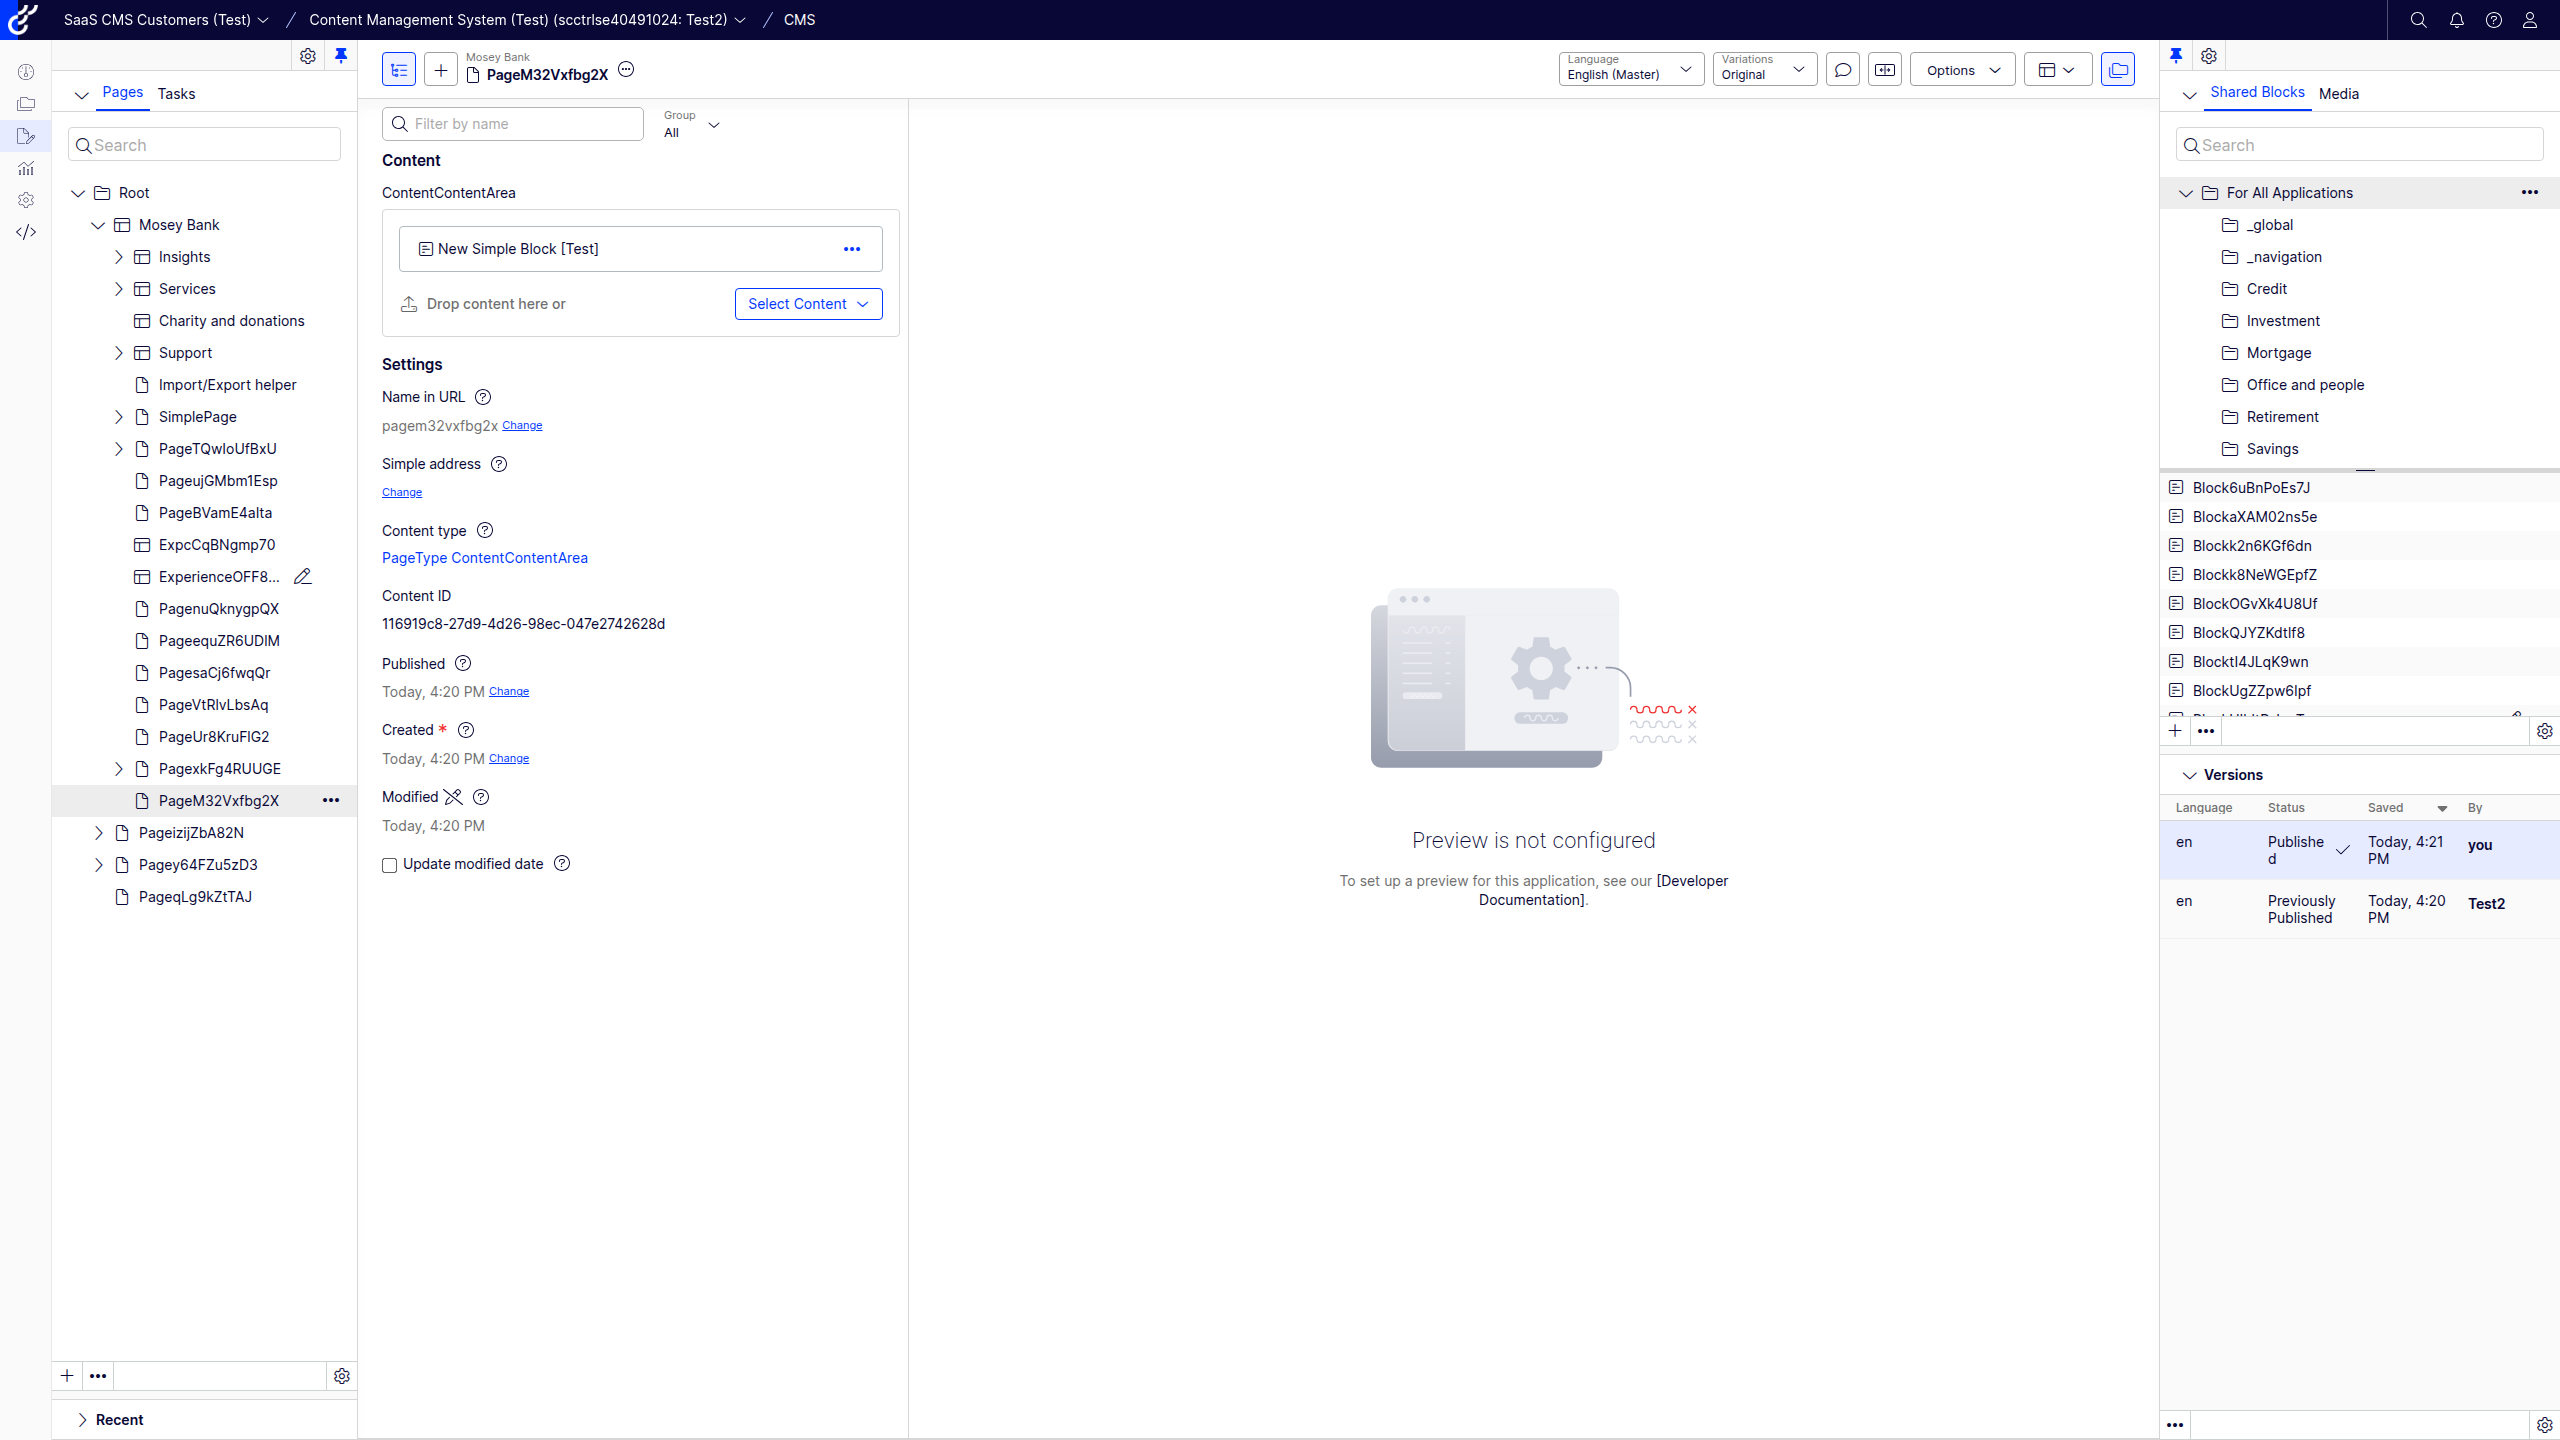 SaaS CMS Customers (Test)
Content Management System (Test) (scctrlse40491024: Test2)
CMS
Pages
Tasks
Search
Root
Mosey Bank
Insights
Services
Charity and donations
Support
Import/Export helper
SimplePage
PageTQwIoUfBxU
PageujGMbm1Esp
PageBVamE4alta
ExpcCqBNgmp70
ExperienceOFF8...
PagenuQknygpQX
PageequZR6UDIM
PagesaCj6fwqQr
PageVtRlvLbsAq
PageUr8KruFlG2
PagexkFg4RUUGE
PageM32Vxfbg2X
PageizijZbA82N
Pagey64FZu5zD3
PageqLg9kZtTAJ
Recent
Mosey Bank
PageM32Vxfbg2X
Language
English (Master)
Variations
Original
Options
Filter by name
Group
All
Content
ContentContentArea
New Simple Block [Test]
Drop content here or
Select Content
Settings
Name in URL
pagem32vxfbg2x Change
Simple address
Change
Content type
PageType ContentContentArea
Content ID
116919c8-27d9-4d26-98ec-047e2742628d
Published
Today, 4:20 PM Change
Created *
Today, 4:20 PM Change
Modified
Today, 4:20 PM
Update modified date
Preview is not configured
To set up a preview for this application, see our [Developer
Documentation].
Shared Blocks
Media
Search
For All Applications
_global
_navigation
Credit
Investment
Mortgage
Office and people
Retirement
Savings
Block6uBnPoEs7J
BlockaXAM02ns5e
Blockk2n6KGf6dn
Blockk8NeWGEpfZ
BlockOGvXk4U8Uf
BlockQJYZKdtIf8
BlocktI4JLqK9wn
BlockUgZZpw6Ipf
Versions
Language Status Saved By
en Publishe Today, 4:21 you
d PM
en Previously Today, 4:20 Test2
Published PM